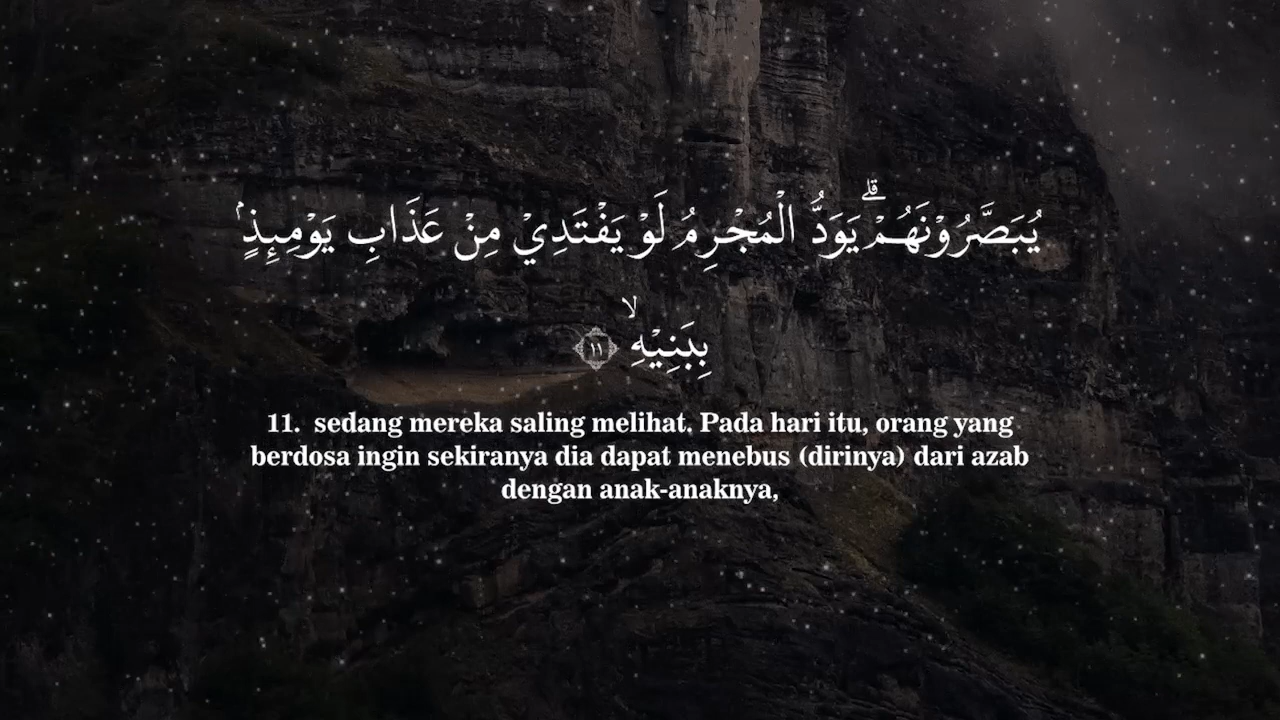 يُبَصَّرُوْنَهُمْۗ يَوَدُّ الْمُجْرِمُ لَوْ يَفْتَدِيْ مِنْ عَذَابِ يَوْمِىِٕذٍۢ
بِبَنِيْهِۙ ١١
11. sedang mereka saling melihat. Pada hari itu, orang yang
berdosa ingin sekiranya dia dapat menebus (dirinya) dari azab
dengan anak-anaknya,